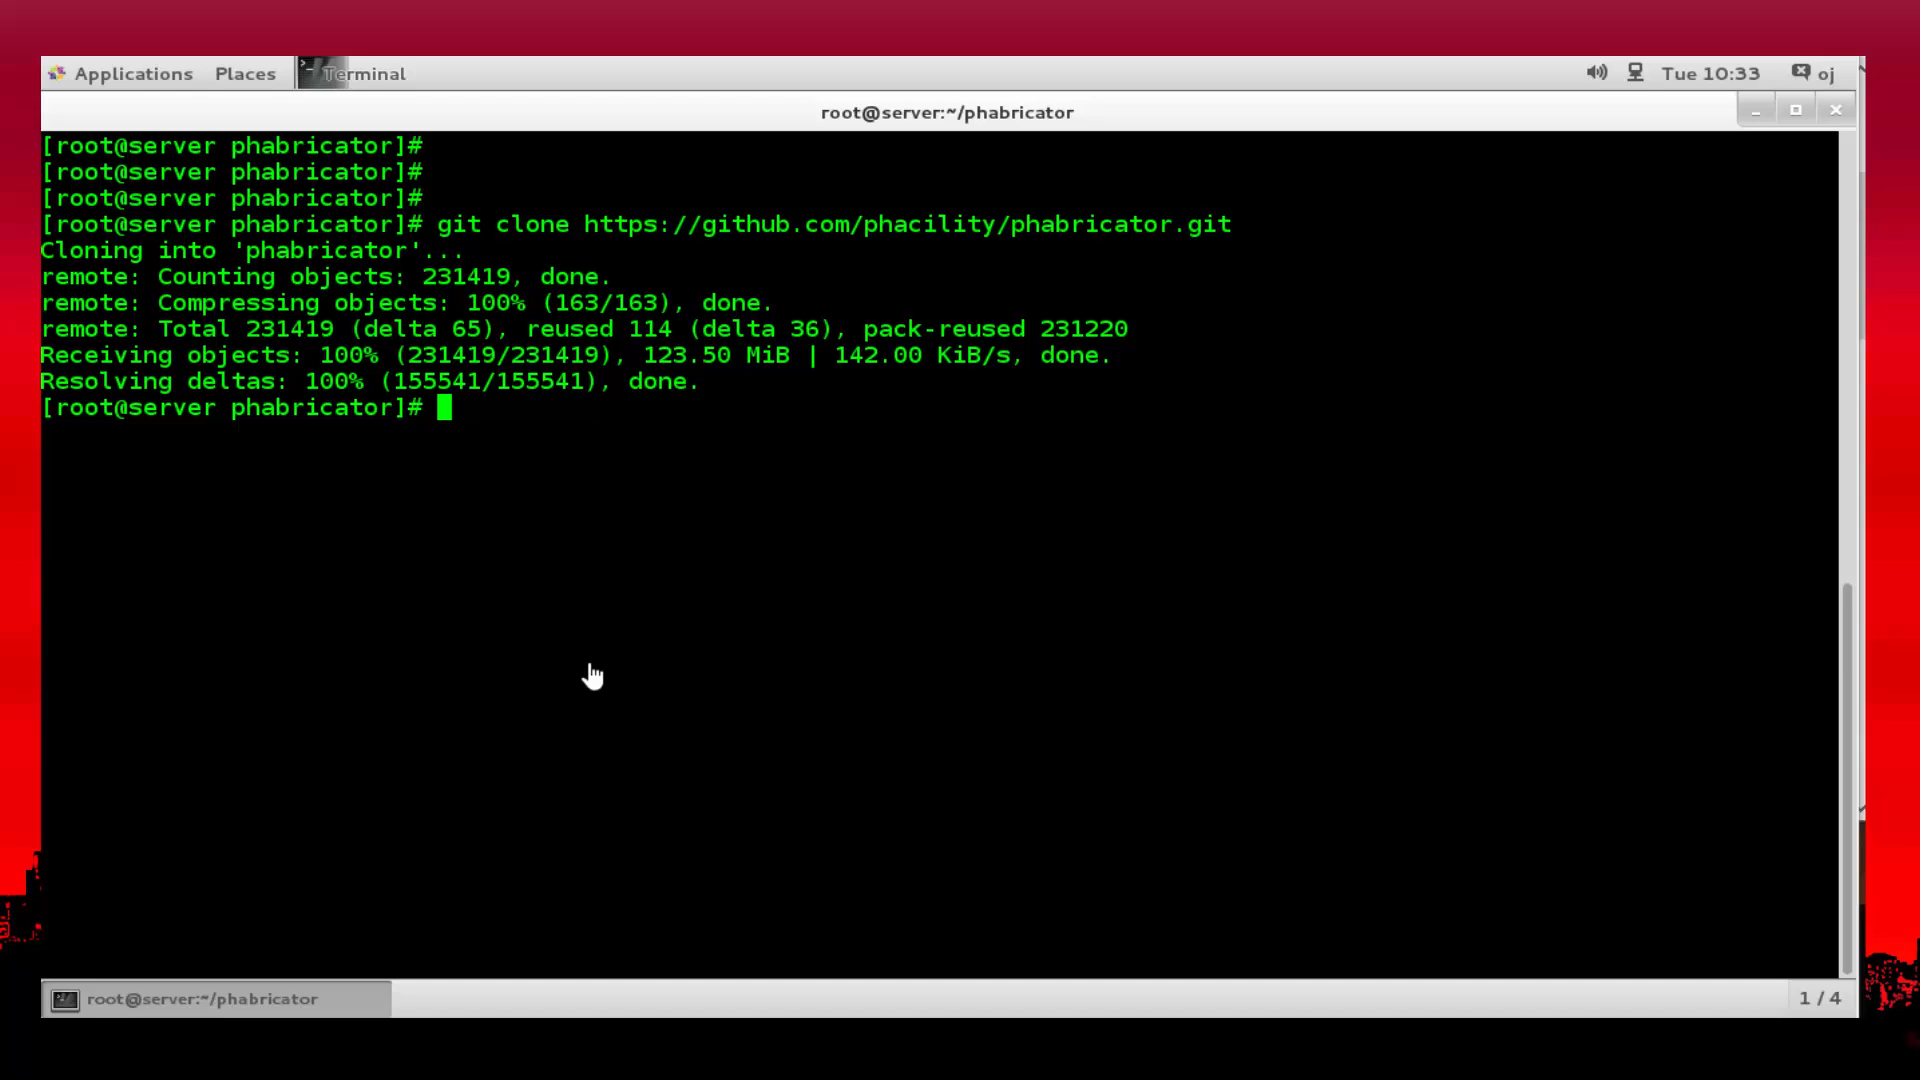 Applications Places Terminal Tue 10:33 oj
root@server:~/phabricator
[root@server phabricator]#
[root@server phabricator]#
[root@server phabricator]#
[root@server phabricator]# git clone https://github.com/phacility/phabricator.git
Cloning into 'phabricator'...
remote: Counting objects: 231419, done.
remote: Compressing objects: 100% (163/163), done.
remote: Total 231419 (delta 65), reused 114 (delta 36), pack-reused 231220
Receiving objects: 100% (231419/231419), 123.50 MiB | 142.00 KiB/s, done.
Resolving deltas: 100% (155541/155541), done.
[root@server phabricator]#
root@server:~/phabricator 1 / 4